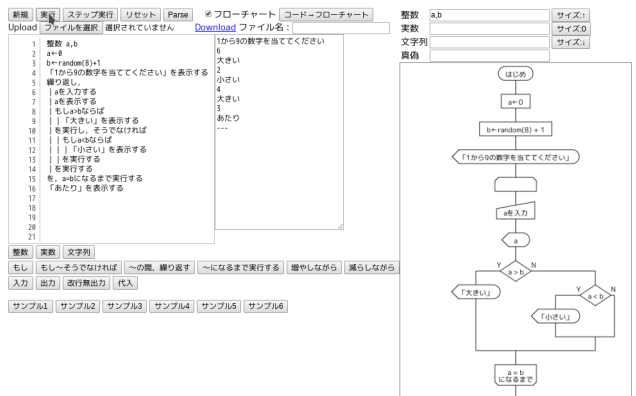 新規 実行 ステップ実行 リセット Parse フローチャート コード→フローチャート
Upload ファイルを選択 選択されていません Download ファイル名：
1 整数 a,b
2 a←0
3 b←random(8)+1
4 「1から9の数字を当ててください」を表示する
5 繰り返し，
6 ｜aを入力する
7 ｜aを表示する
8 ｜もしa>bならば
9 ｜｜「大きい」を表示する
10 ｜を実行し，そうでなければ
11 ｜｜もしa<bならば
12 ｜｜｜「小さい」を表示する
13 ｜｜を実行する
14 ｜を実行する
15 を，a=bになるまで実行する
16 「あたり」を表示する
17
18
19
20
21
1から9の数字を当ててください
6
大きい
2
小さい
4
大きい
3
あたり
---
整数 実数 文字列
もし もし～そうでなければ ～の間，繰り返す ～になるまで実行する 増やしながら 減らしながら
入力 出力 改行無出力 代入
サンプル1 サンプル2 サンプル3 サンプル4 サンプル5 サンプル6
整数 a,b サイズ:↑
実数 サイズ:0
文字列 サイズ:↓
真偽
はじめ
a←0
b←random(8) + 1
「1から9の数字を当ててください」
aを入力
a
Y a > b N
「大きい」
Y a < b N
「小さい」
a = b
になるまで